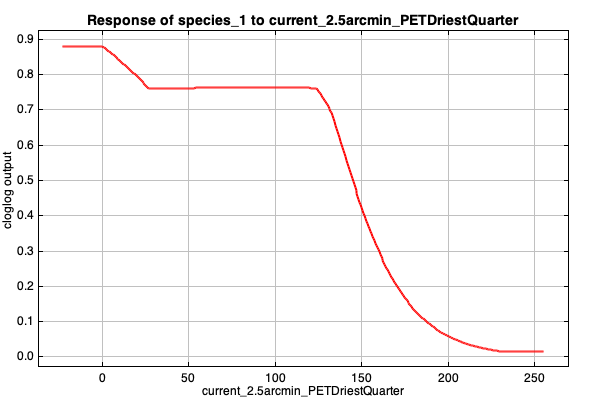 Response of species_1 to current_2.5arcmin_PETDriestQuarter
0.9
0.8
0.7
0.6
0.5
0.4
0.3
0.2
0.1
0.0
cloglog output
0 50 100 150 200 250
current_2.5arcmin_PETDriestQuarter